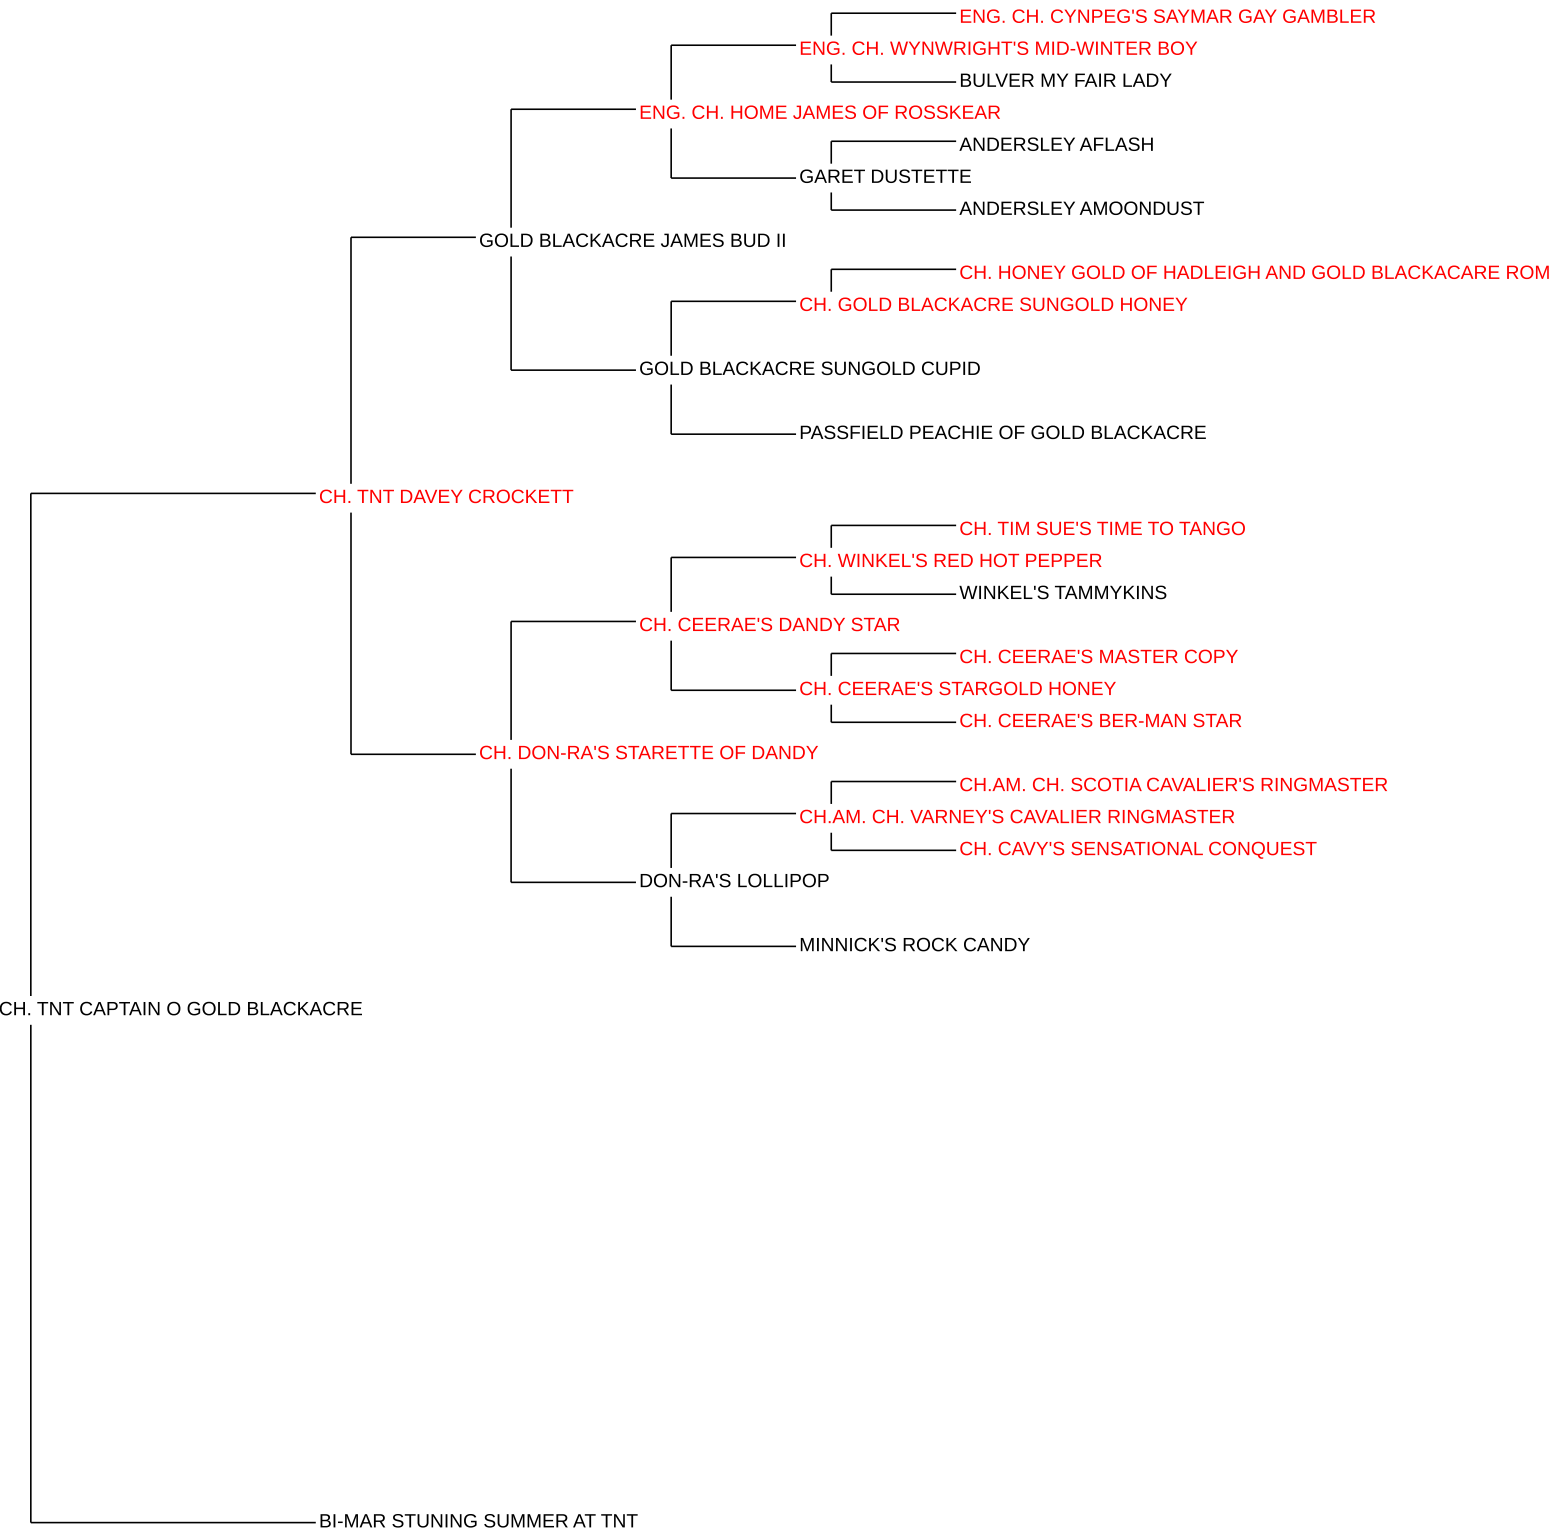 ENG. CH. CYNPEG'S SAYMAR GAY GAMBLER
ENG. CH. WYNWRIGHT'S MID-WINTER BOY
BULVER MY FAIR LADY
ENG. CH. HOME JAMES OF ROSSKEAR
ANDERSLEY AFLASH
GARET DUSTETTE
ANDERSLEY AMOONDUST
GOLD BLACKACRE JAMES BUD II
CH. HONEY GOLD OF HADLEIGH AND GOLD BLACKACARE ROM
CH. GOLD BLACKACRE SUNGOLD HONEY
GOLD BLACKACRE SUNGOLD CUPID
PASSFIELD PEACHIE OF GOLD BLACKACRE
CH. TNT DAVEY CROCKETT
CH. TIM SUE'S TIME TO TANGO
CH. WINKEL'S RED HOT PEPPER
WINKEL'S TAMMYKINS
CH. CEERAE'S DANDY STAR
CH. CEERAE'S MASTER COPY
CH. CEERAE'S STARGOLD HONEY
CH. CEERAE'S BER-MAN STAR
CH. DON-RA'S STARETTE OF DANDY
CH.AM. CH. SCOTIA CAVALIER'S RINGMASTER
CH.AM. CH. VARNEY'S CAVALIER RINGMASTER
CH. CAVY'S SENSATIONAL CONQUEST
DON-RA'S LOLLIPOP
MINNICK'S ROCK CANDY
CH. TNT CAPTAIN O GOLD BLACKACRE
BI-MAR STUNING SUMMER AT TNT